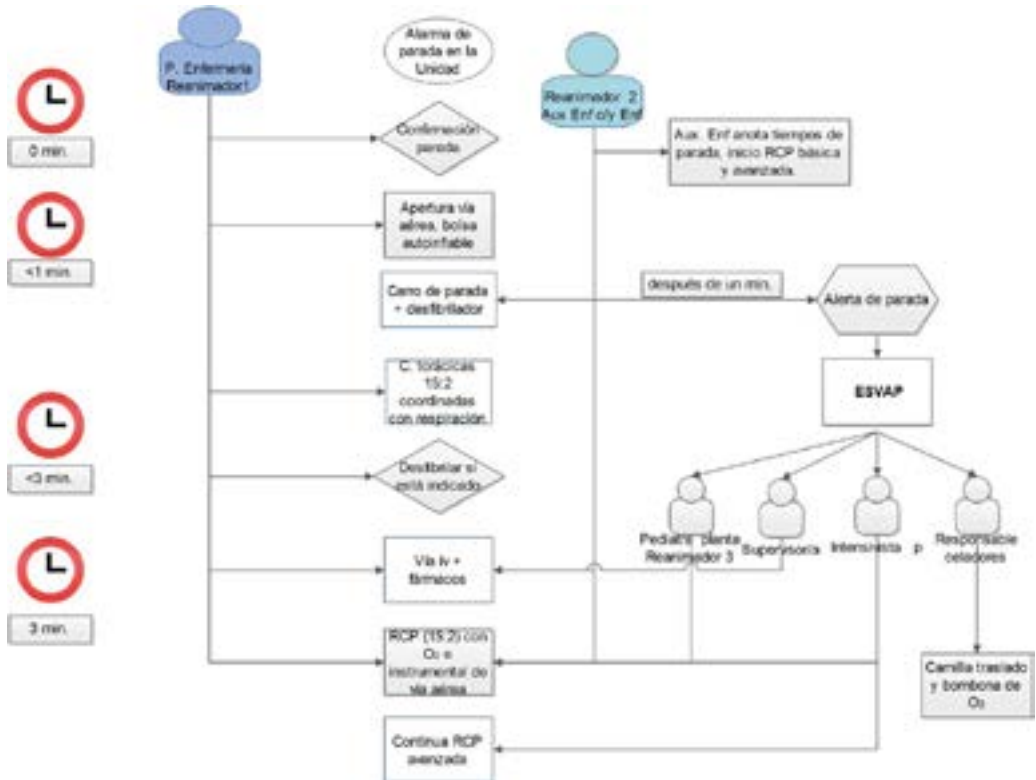 P. Enfermería
Reanimador1
Alarma de
parada en la
Unidad
Reanimador 2
Aux Enf o/y Enf
0 min.
Confirmación
parada
Aux. Enf anota tiempos de
parada, inicio RCP básica
y avanzada.
<1 min.
Apertura vía
aérea, bolsa
autoinflable
Carro de parada
+ desfibrilador
después de un min.
Alerta de parada
C. torácicas
15:2
coordinadas
con respiración.
ESVAP
<3 min.
Desfibrilar si
está indicado
Pediatra planta
Reanimador 3
Supervisor/a
Intensivista p
Responsable
celadores
3 min.
Vía iv +
fármacos
RCP (15:2) con
O₂ e
instrumental de
vía aérea
Camilla traslado
y bombona de
O₂
Continua RCP
avanzada